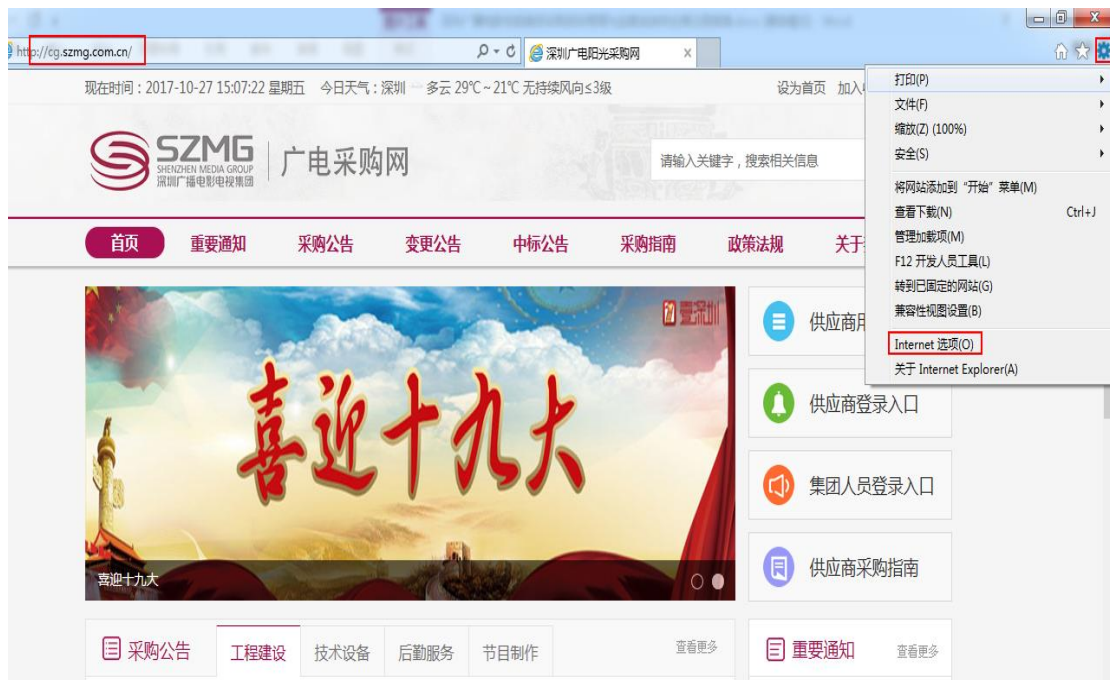 http://cg.szmg.com.cn/
深圳广电阳光采购网
现在时间：2017-10-27 15:07:22 星期五 今日天气：深圳 多云 29℃～21℃ 无持续风向≤3级
设为首页 加入
SZMG
SHENZHEN MEDIA GROUP
深圳广播电影电视集团
广电采购网
请输入关键字，搜索相关信息
首页 重要通知 采购公告 变更公告 中标公告 采购指南 政策法规 关于
打印(P)
文件(F)
缩放(Z) (100%)
安全(S)
将网站添加到“开始”菜单(M)
查看下载(N) Ctrl+J
管理加载项(M)
F12 开发人员工具(L)
转到已固定的网站(G)
兼容性视图设置(B)
Internet 选项(O)
关于 Internet Explorer(A)
壹深圳
喜迎十九大
喜迎十九大
供应商用
供应商登录入口
集团人员登录入口
供应商采购指南
采购公告 工程建设 技术设备 后勤服务 节目制作 查看更多
重要通知 查看更多